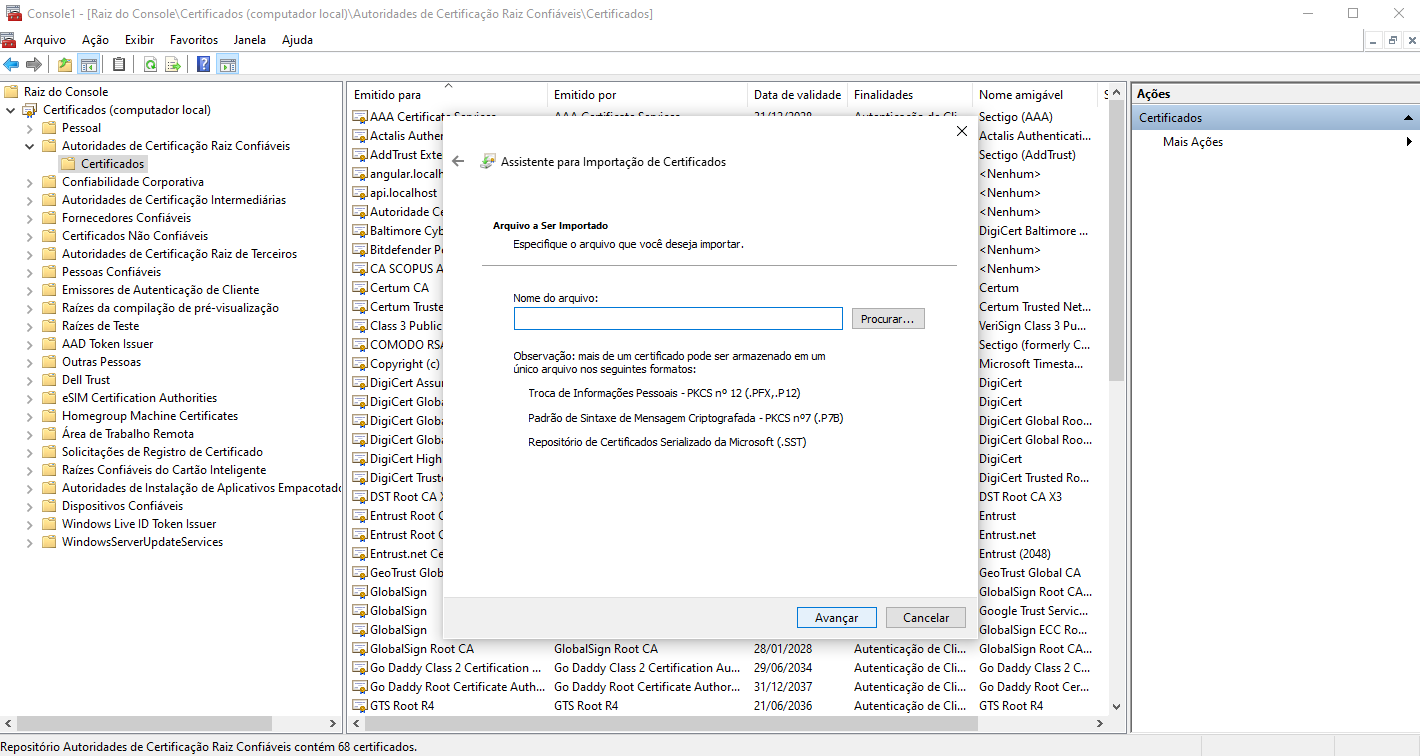 Console1 - [Raiz do Console\Certificados (computador local)\Autoridades de Certificação Raiz Confiáveis\Certificados]
Arquivo Ação Exibir Favoritos Janela Ajuda
Raiz do Console
Certificados (computador local)
Pessoal
Autoridades de Certificação Raiz Confiáveis
Certificados
Confiabilidade Corporativa
Autoridades de Certificação Intermediárias
Fornecedores Confiáveis
Certificados Não Confiáveis
Autoridades de Certificação Raiz de Terceiros
Pessoas Confiáveis
Emissores de Autenticação de Cliente
Raízes da compilação de pré-visualização
Raízes de Teste
AAD Token Issuer
Outras Pessoas
Dell Trust
eSIM Certification Authorities
Homegroup Machine Certificates
Área de Trabalho Remota
Solicitações de Registro de Certificado
Raízes Confiáveis do Cartão Inteligente
Autoridades de Instalação de Aplicativos Empacotado
Dispositivos Confiáveis
Windows Live ID Token Issuer
WindowsServerUpdateServices
Emitido para Emitido por Data de validade Finalidades Nome amigável
AAA Certificate Services Sectigo (AAA)
Actalis Authen Actalis Authenticati...
AddTrust Exte Sectigo (AddTrust)
angular.localh <Nenhum>
api.localhost <Nenhum>
Autoridade Ce <Nenhum>
Baltimore Cyb DigiCert Baltimore ...
Bitdefender Pe <Nenhum>
CA SCOPUS A <Nenhum>
Certum CA Certum
Certum Truste Certum Trusted Net...
Class 3 Public VeriSign Class 3 Pu...
COMODO RSA Sectigo (formerly C...
Copyright (c) Microsoft Timesta...
DigiCert Assur DigiCert
DigiCert Globa DigiCert
DigiCert Globa DigiCert Global Roo...
DigiCert Globa DigiCert Global Roo...
DigiCert High DigiCert
DigiCert Truste DigiCert Trusted Ro...
DST Root CA X DST Root CA X3
Entrust Root C Entrust
Entrust Root C Entrust.net
Entrust.net Ce Entrust (2048)
GeoTrust Glob GeoTrust Global CA
GlobalSign GlobalSign Root CA...
GlobalSign Google Trust Servic...
GlobalSign GlobalSign ECC Ro...
GlobalSign Root CA GlobalSign Root CA 28/01/2028 Autenticação de Cli... GlobalSign Root CA...
Go Daddy Class 2 Certification ... Go Daddy Class 2 Certification Au... 29/06/2034 Autenticação de Cli... Go Daddy Class 2 C...
Go Daddy Root Certificate Auth... Go Daddy Root Certificate Author... 31/12/2037 Autenticação de Cli... Go Daddy Root Cer...
GTS Root R4 GTS Root R4 21/06/2036 Autenticação de Cli... GTS Root R4
Assistente para Importação de Certificados
Arquivo a Ser Importado
Especifique o arquivo que você deseja importar.
Nome do arquivo:
Procurar...
Observação: mais de um certificado pode ser armazenado em um
único arquivo nos seguintes formatos:
Troca de Informações Pessoais - PKCS nº 12 (.PFX,.P12)
Padrão de Sintaxe de Mensagem Criptografada - PKCS nº7 (.P7B)
Repositório de Certificados Serializado da Microsoft (.SST)
Avançar Cancelar
Ações
Certificados
Mais Ações
Repositório Autoridades de Certificação Raiz Confiáveis contém 68 certificados.